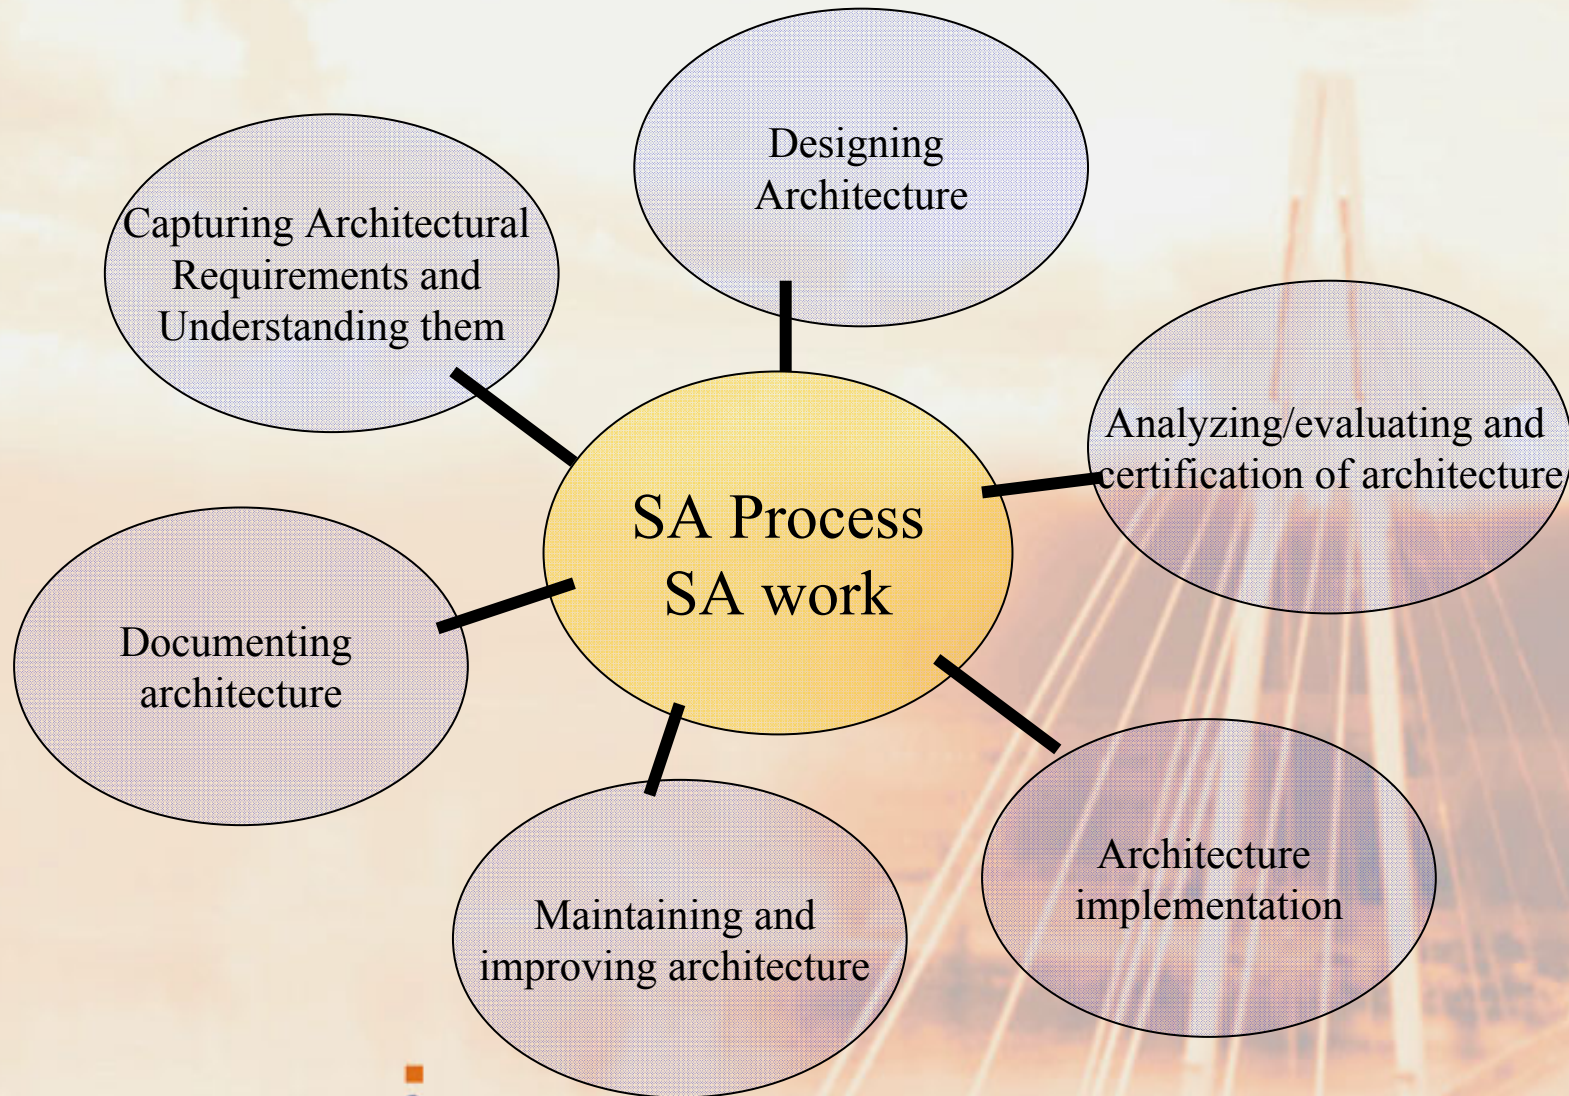 Designing
Architecture
Capturing Architectural
Requirements and
Understanding them
Analyzing/evaluating and
certification of architecture
SA Process
SA work
Documenting
architecture
Architecture
implementation
Maintaining and
improving architecture